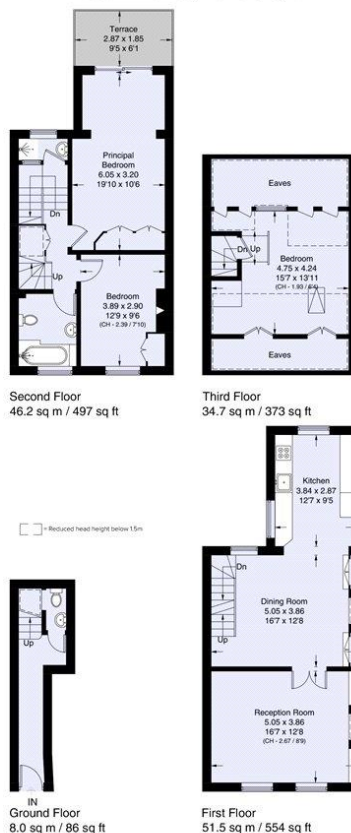 Terrace
2.87 x 1.85
9'5 x 6'1
Principal
Bedroom
6.05 x 3.20
19'10 x 10'6
Dn
Up
Bedroom
3.89 x 2.90
12'9 x 9'6
(CH - 2.39 / 7'10)
Second Floor
46.2 sq m / 497 sq ft
Eaves
Dn
Up
Bedroom
4.75 x 4.24
15'7 x 13'11
(CH - 1.93 / 6'4)
Eaves
Third Floor
34.7 sq m / 373 sq ft
= Reduced head height below 1.5m
Up
IN
Ground Floor
8.0 sq m / 86 sq ft
Kitchen
3.84 x 2.87
12'7 x 9'5
Dn
Dining Room
5.05 x 3.86
16'7 x 12'8
Reception Room
5.05 x 3.86
16'7 x 12'8
(CH - 2.67 / 8'9)
First Floor
51.5 sq m / 554 sq ft